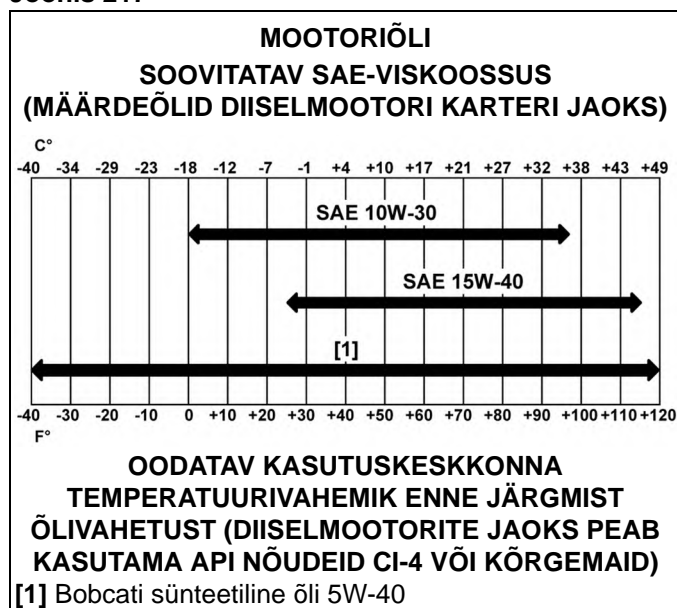 MOOTORIÕLI
SOOVITATAV SAE-VISKOOSSUS
(MÄÄRDEÕLID DIISELMOOTORI KARTERI JAOKS)
C°
-40 -34 -29 -23 -18 -12 -7 -1 +4 +10 +17 +21 +27 +32 +38 +43 +49
SAE 10W-30
SAE 15W-40
[1]
-40 -30 -20 -10 0 +10 +20 +30 +40 +50 +60 +70 +80 +90 +100 +110 +120
F°
OODATAV KASUTUSKESKKONNA
TEMPERATUURIVAHEMIK ENNE JÄRGMIST
ÕLIVAHETUST (DIISELMOOTORITE JAOKS PEAB
KASUTAMA API NÕUDEID CI-4 VÕI KÕRGEMAID)
[1] Bobcati sünteetiline õli 5W-40